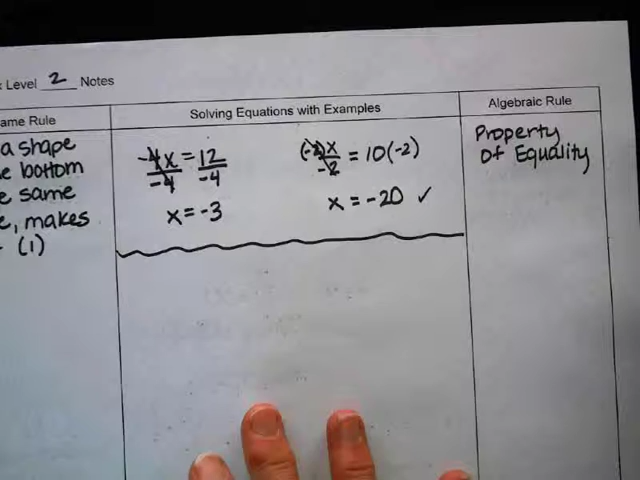 : Level 2 Notes
ame Rule
Solving Equations with Examples
Algebraic Rule
a shape
e bottom
e same
e, makes
(1)
-4x = 12
-4 -4
x = -3
(-2)x = 10(-2)
-2
x = -20 ✓
Property
of Equality